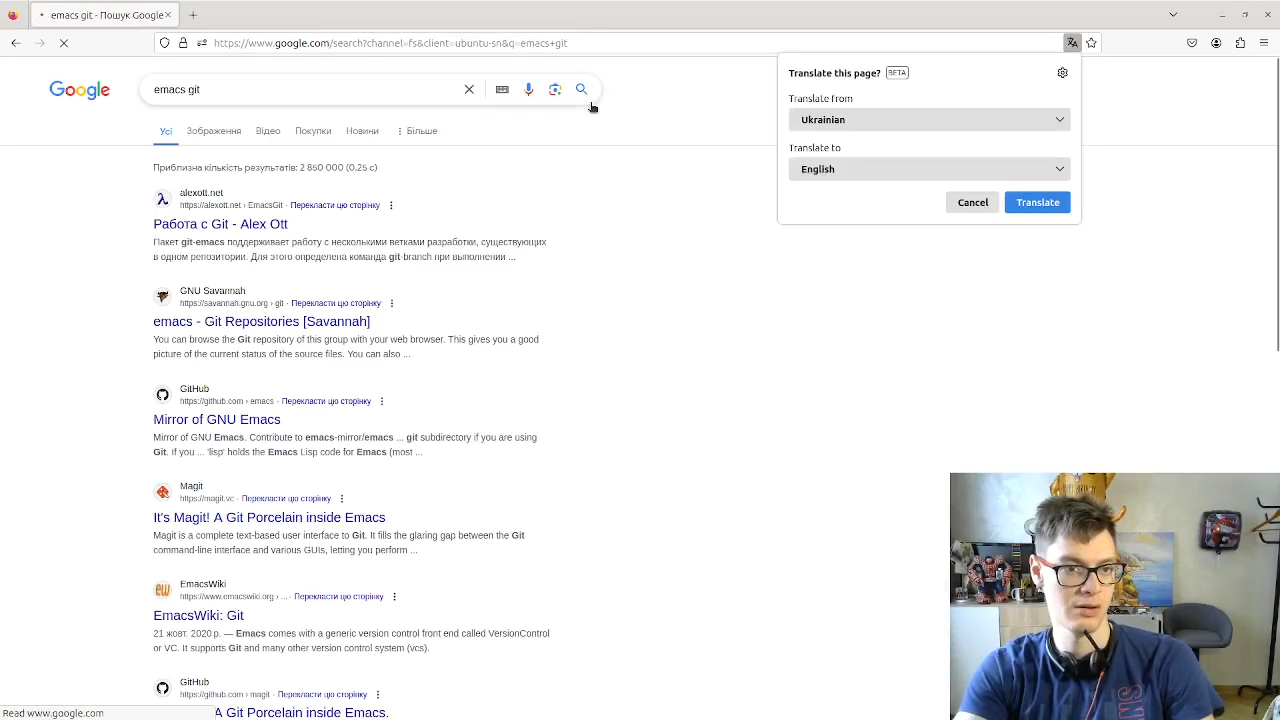 emacs git - Пошук Google
https://www.google.com/search?channel=fs&client=ubuntu-sn&q=emacs+git
Translate this page? BETA
Translate from
Ukrainian
Translate to
English
Cancel
Translate
Google
emacs git
Усі
Зображення
Відео
Покупки
Новини
Більше
Приблизна кількість результатів: 2 850 000 (0.25 с)
alexott.net
https://alexott.net › EmacsGit · Перекласти цю сторінку
Работа с Git - Alex Ott
Пакет git-emacs поддерживает работу с несколькими ветками разработки, существующих
в одном репозитории. Для этого определена команда git-branch при выполнении ...
GNU Savannah
https://savannah.gnu.org › git · Перекласти цю сторінку
emacs - Git Repositories [Savannah]
You can browse the Git repository of this group with your web browser. This gives you a good
picture of the current status of the source files. You can also ...
GitHub
https://github.com › emacs · Перекласти цю сторінку
Mirror of GNU Emacs
Mirror of GNU Emacs. Contribute to emacs-mirror/emacs ... git subdirectory if you are using
Git. If you ... 'lisp' holds the Emacs Lisp code for Emacs (most ...
Magit
https://magit.vc · Перекласти цю сторінку
It's Magit! A Git Porcelain inside Emacs
Magit is a complete text-based user interface to Git. It fills the glaring gap between the Git
command-line interface and various GUIs, letting you perform ...
EmacsWiki
https://www.emacswiki.org › ... · Перекласти цю сторінку
EmacsWiki: Git
21 жовт. 2020 р. — Emacs comes with a generic version control front end called VersionControl
or VC. It supports Git and many other version control system (vcs).
GitHub
https://github.com › magit · Перекласти цю сторінку
A Git Porcelain inside Emacs.
Read www.google.com